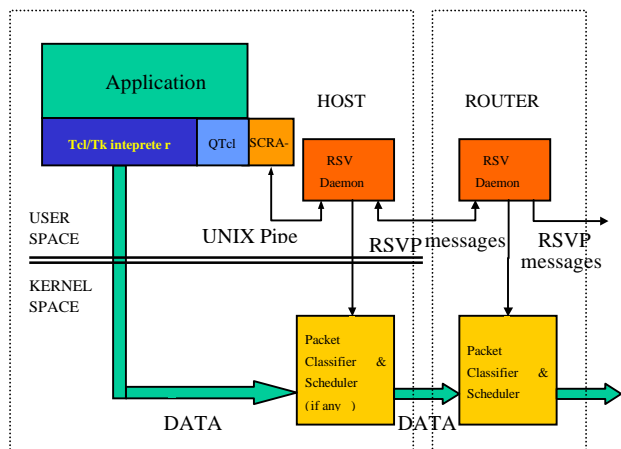 Application
HOST
ROUTER
Tcl/Tk inteprete r
QTcl
SCRA-
RSV
Daemon
RSV
Daemon
USER
SPACE
UNIX Pipe
RSVP messages
RSVP
messages
KERNEL
SPACE
Packet
Classifier &
Scheduler
(if any )
Packet
Classifier &
Scheduler
DATA
DATA